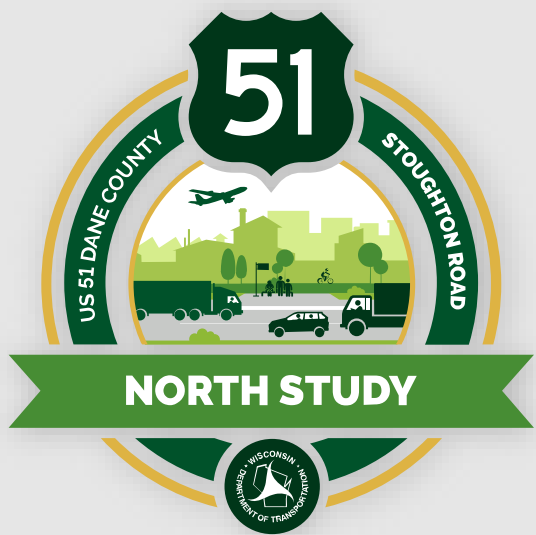 51
US 51 DANE COUNTY
STOUGHTON ROAD
NORTH STUDY
WISCONSIN
DEPARTMENT OF TRANSPORTATION